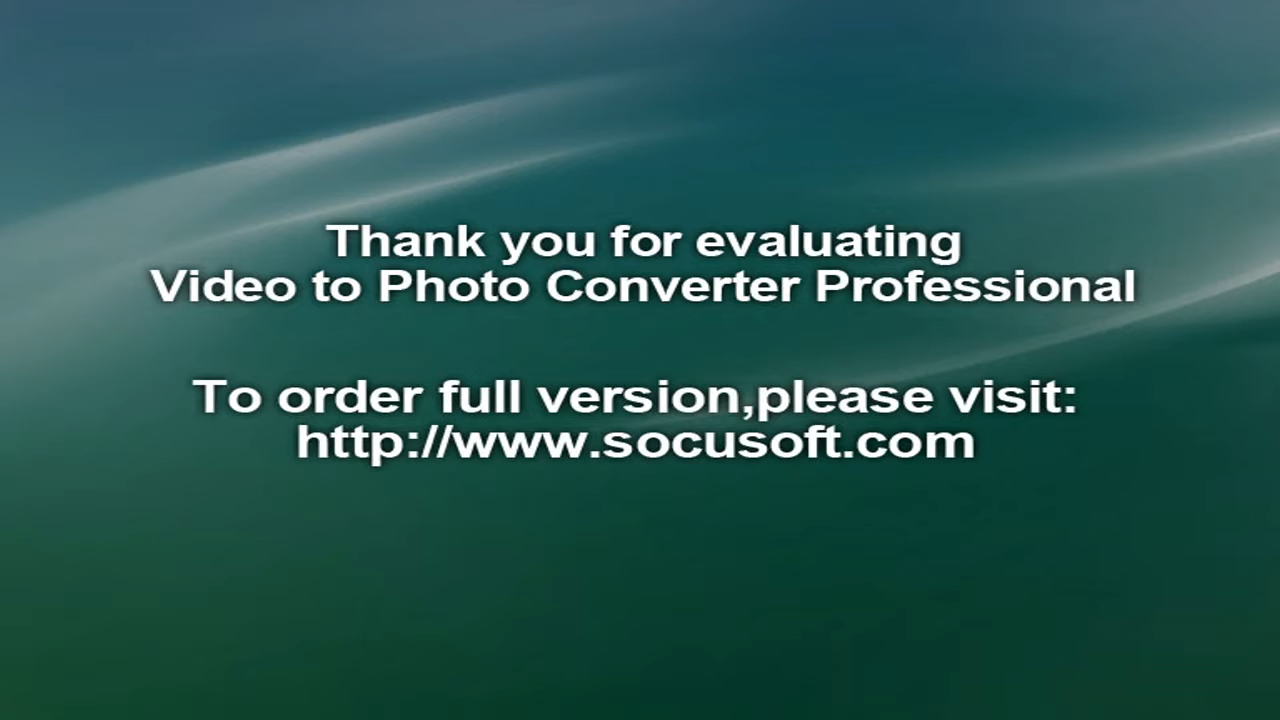 Thank you for evaluating
Video to Photo Converter Professional
To order full version,please visit:
http://www.socusoft.com